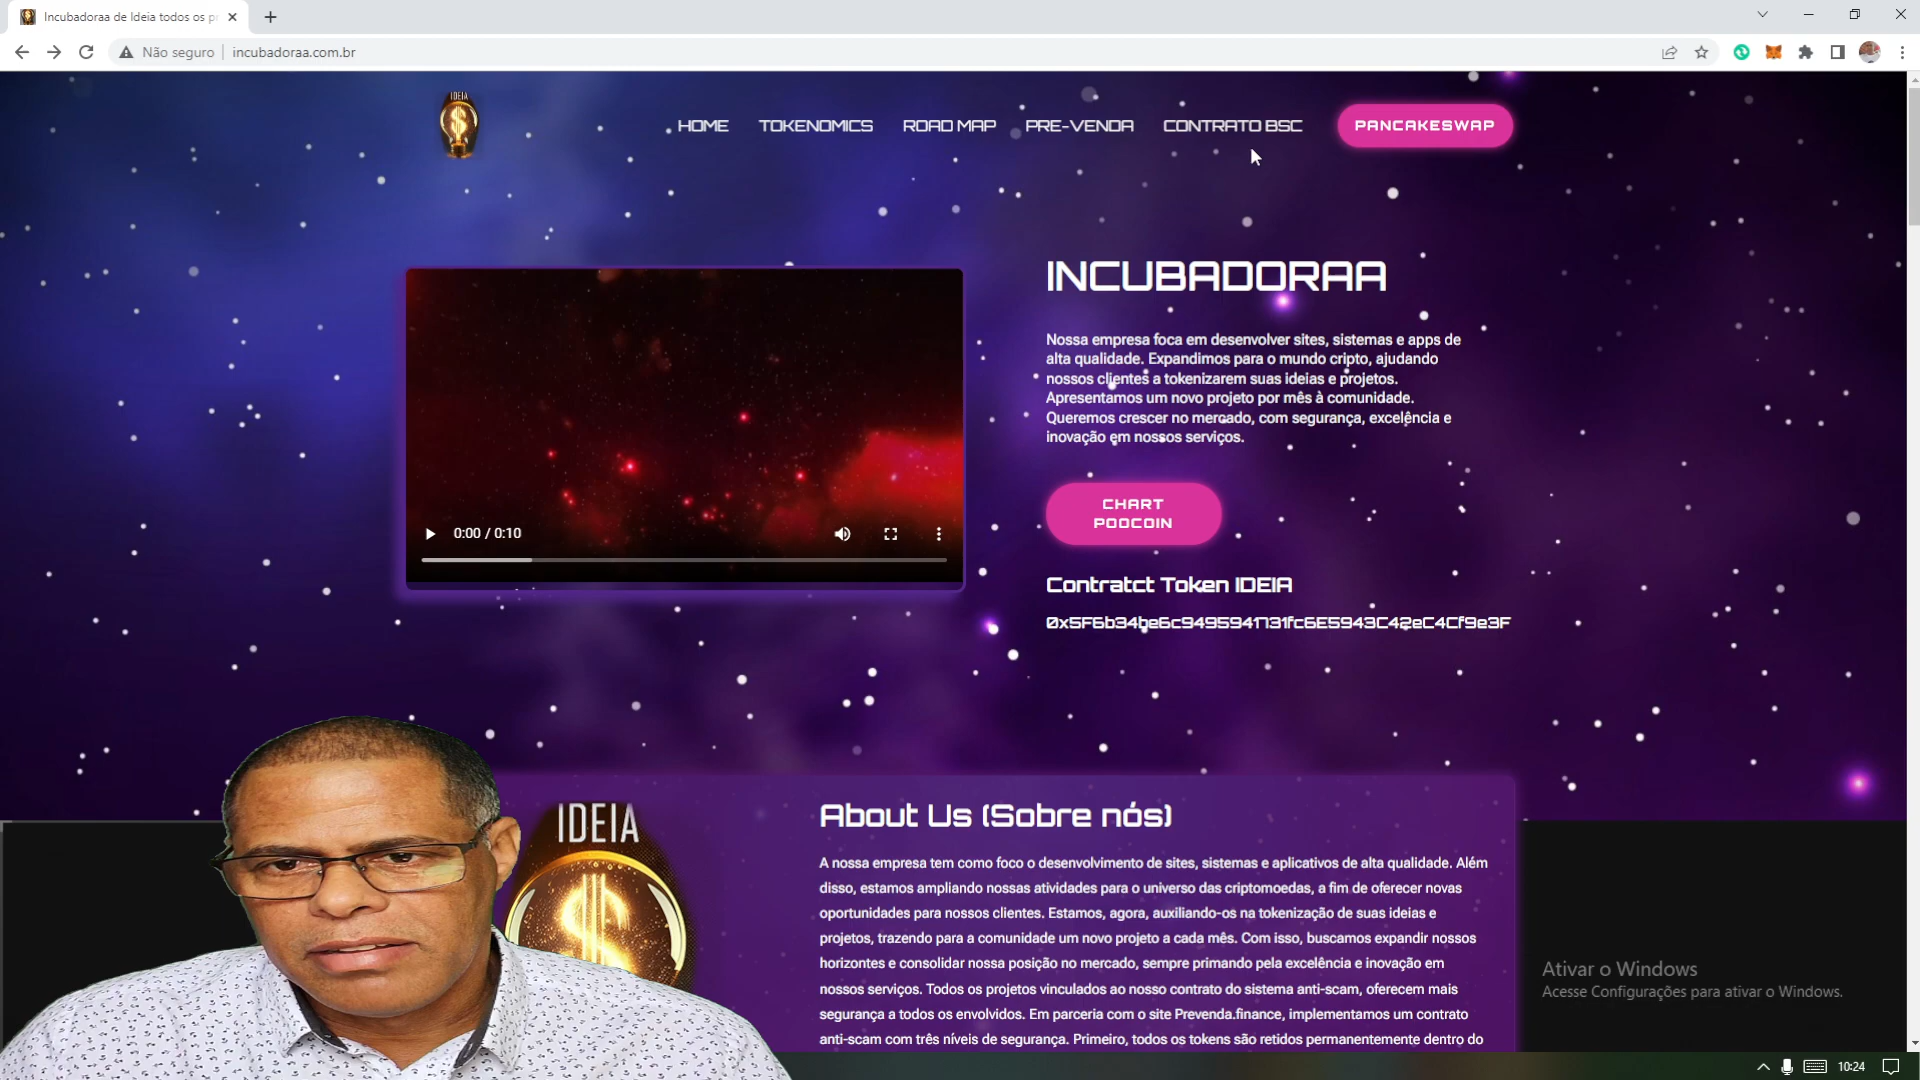 Incubadoraa de Ideia todos os pr
Não seguro
incubadoraa.com.br
IDEIA
$
HOME
TOKENOMICS
ROAD MAP
PRE-VENDA
CONTRATO BSC
PANCAKESWAP
INCUBADORAA
Nossa empresa foca em desenvolver sites, sistemas e apps de
alta qualidade. Expandimos para o mundo cripto, ajudando
nossos clientes a tokenizarem suas ideias e projetos.
Apresentamos um novo projeto por mês à comunidade.
Queremos crescer no mercado, com segurança, excelência e
inovação em nossos serviços.
0:00 / 0:10
CHART
POOCOIN
Contratct Token IDEIA
0x5F6b34be6c9495941731fc6E5943C42eC4Cf9e3F
IDEIA
$
About Us (Sobre nós)
A nossa empresa tem como foco o desenvolvimento de sites, sistemas e aplicativos de alta qualidade. Além
disso, estamos ampliando nossas atividades para o universo das criptomoedas, a fim de oferecer novas
oportunidades para nossos clientes. Estamos, agora, auxiliando-os na tokenização de suas ideias e
projetos, trazendo para a comunidade um novo projeto a cada mês. Com isso, buscamos expandir nossos
horizontes e consolidar nossa posição no mercado, sempre primando pela excelência e inovação em
nossos serviços. Todos os projetos vinculados ao nosso contrato do sistema anti-scam, oferecem mais
segurança a todos os envolvidos. Em parceria com o site Prevenda.finance, implementamos um contrato
anti-scam com três níveis de segurança. Primeiro, todos os tokens são retidos permanentemente dentro do
Ativar o Windows
Acesse Configurações para ativar o Windows.
10:24